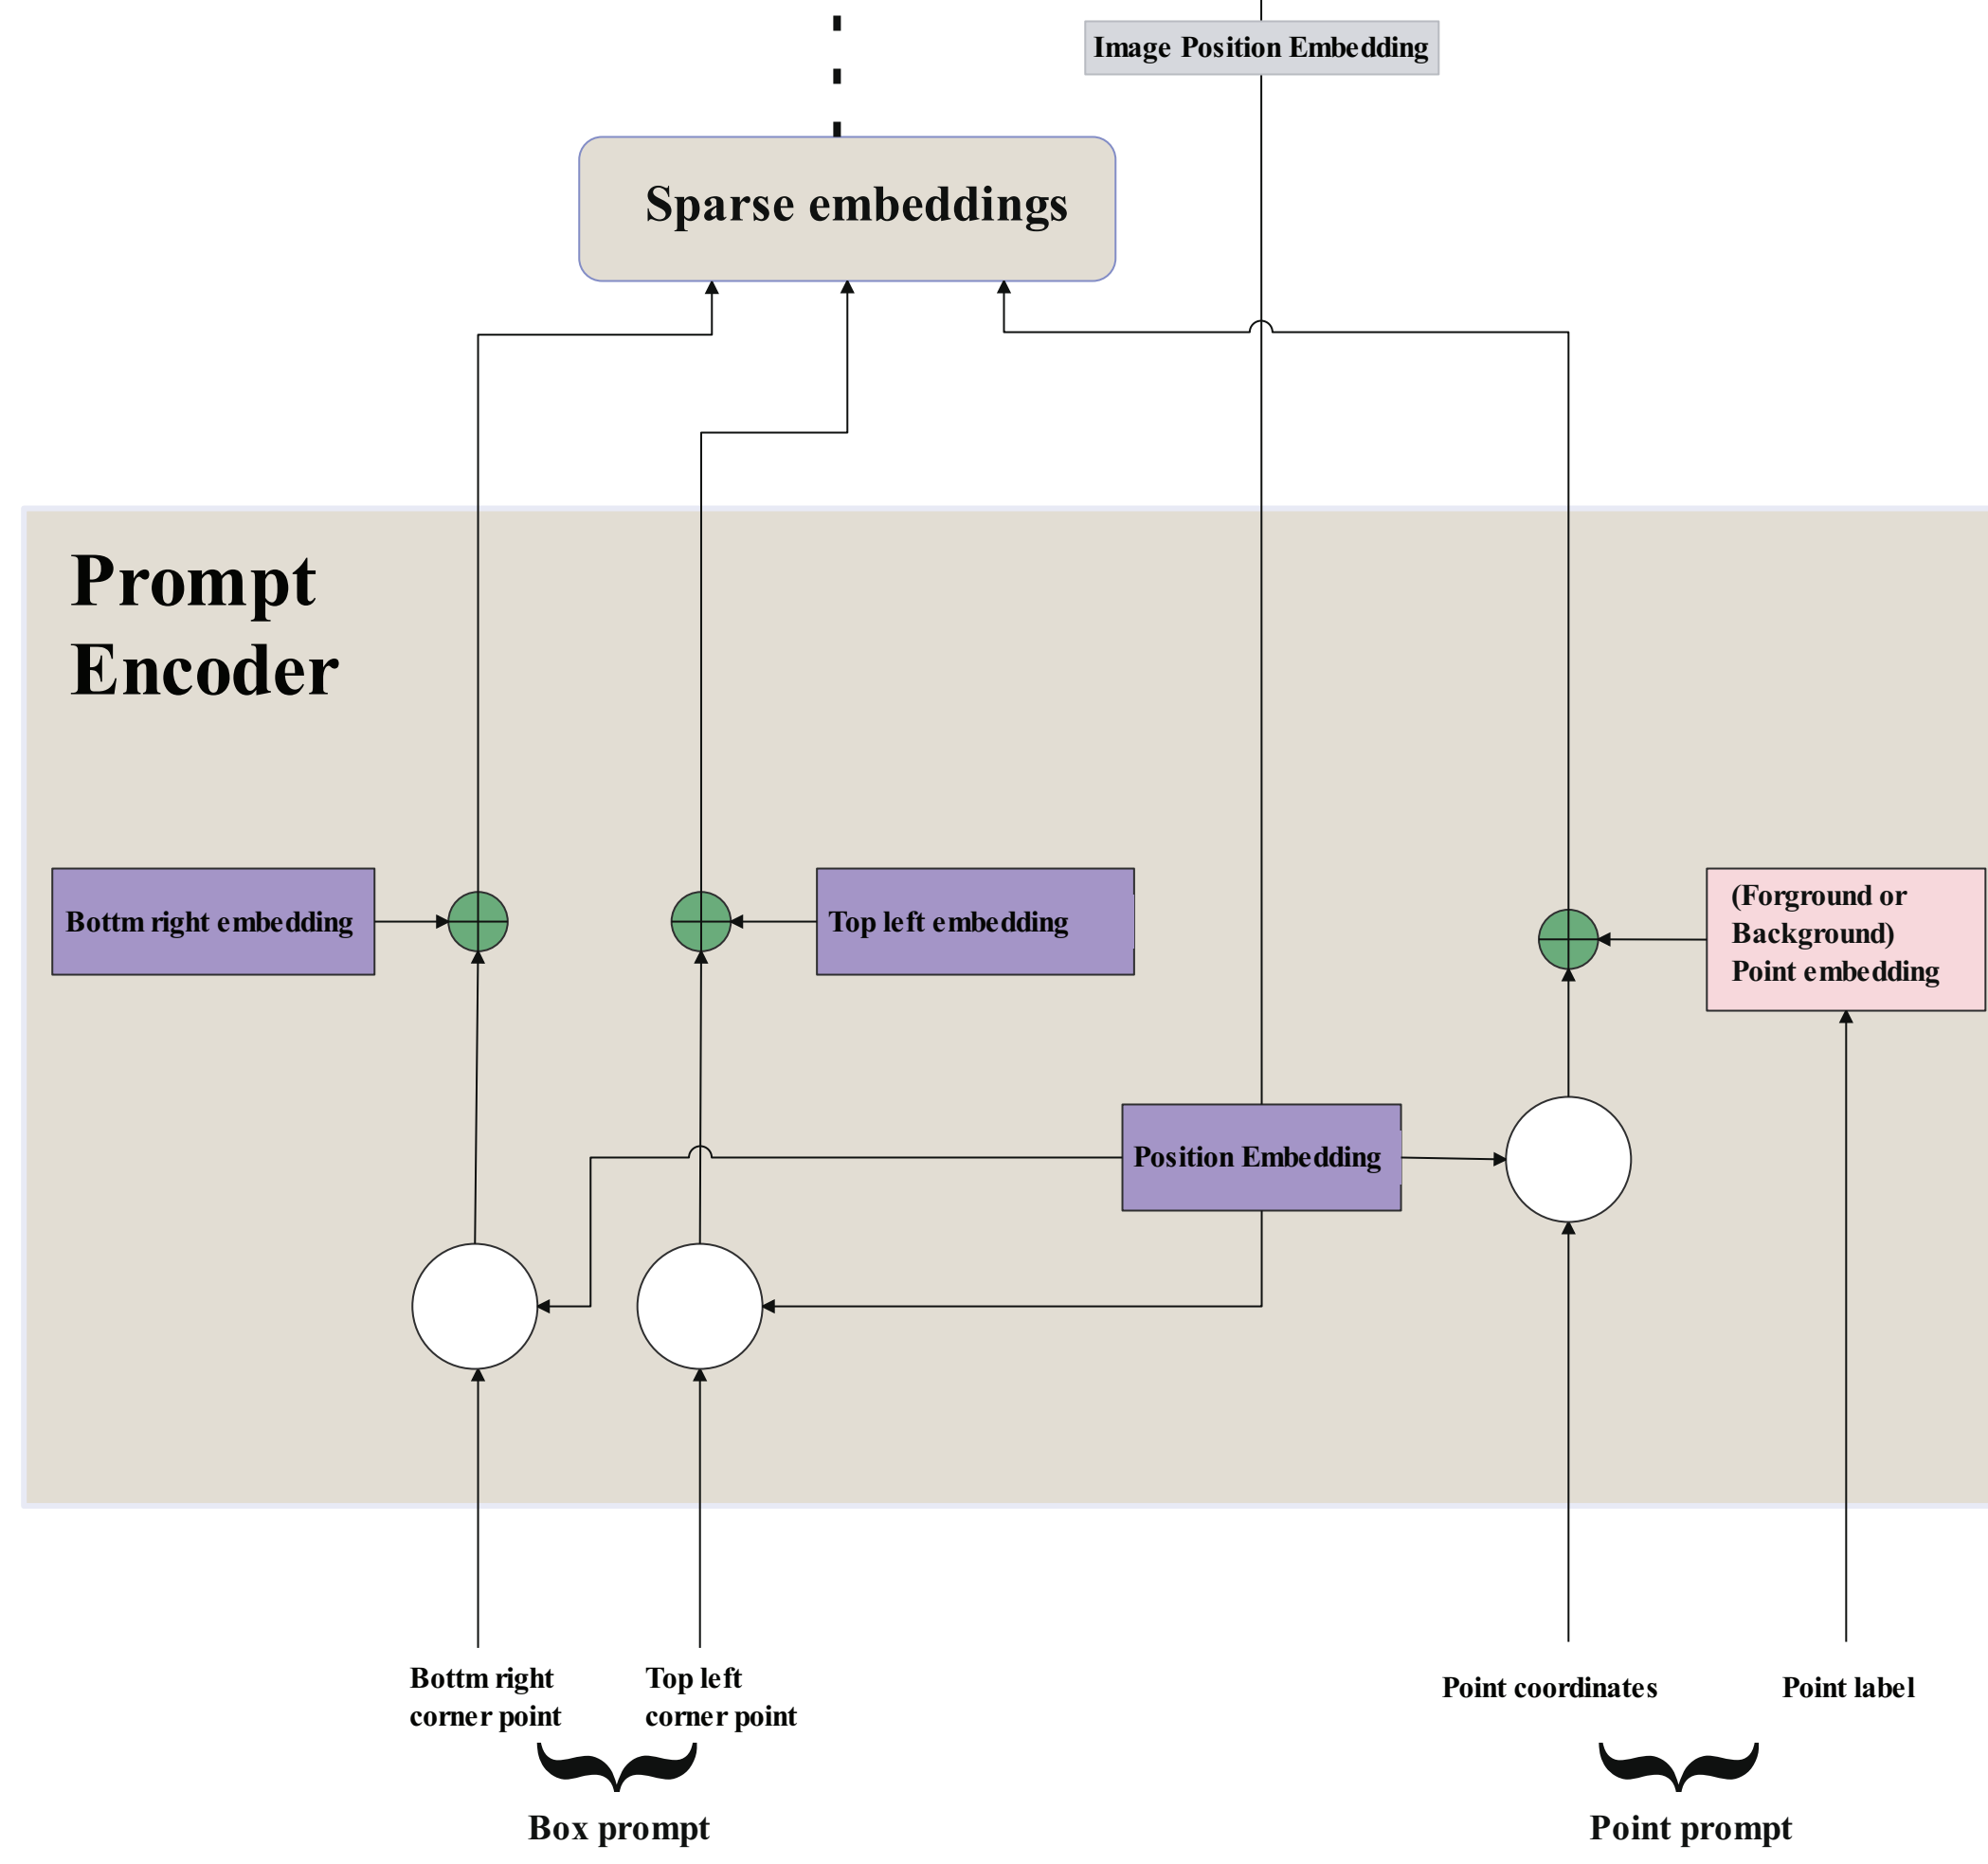 Image Position Embedding
Sparse embeddings
Prompt
Encoder
Bottm right embedding
Top left embedding
(Forground or
Background)
Point embedding
Position Embedding
Bottm right
corner point
Top left
corner point
Point coordinates
Point label
Box prompt
Point prompt